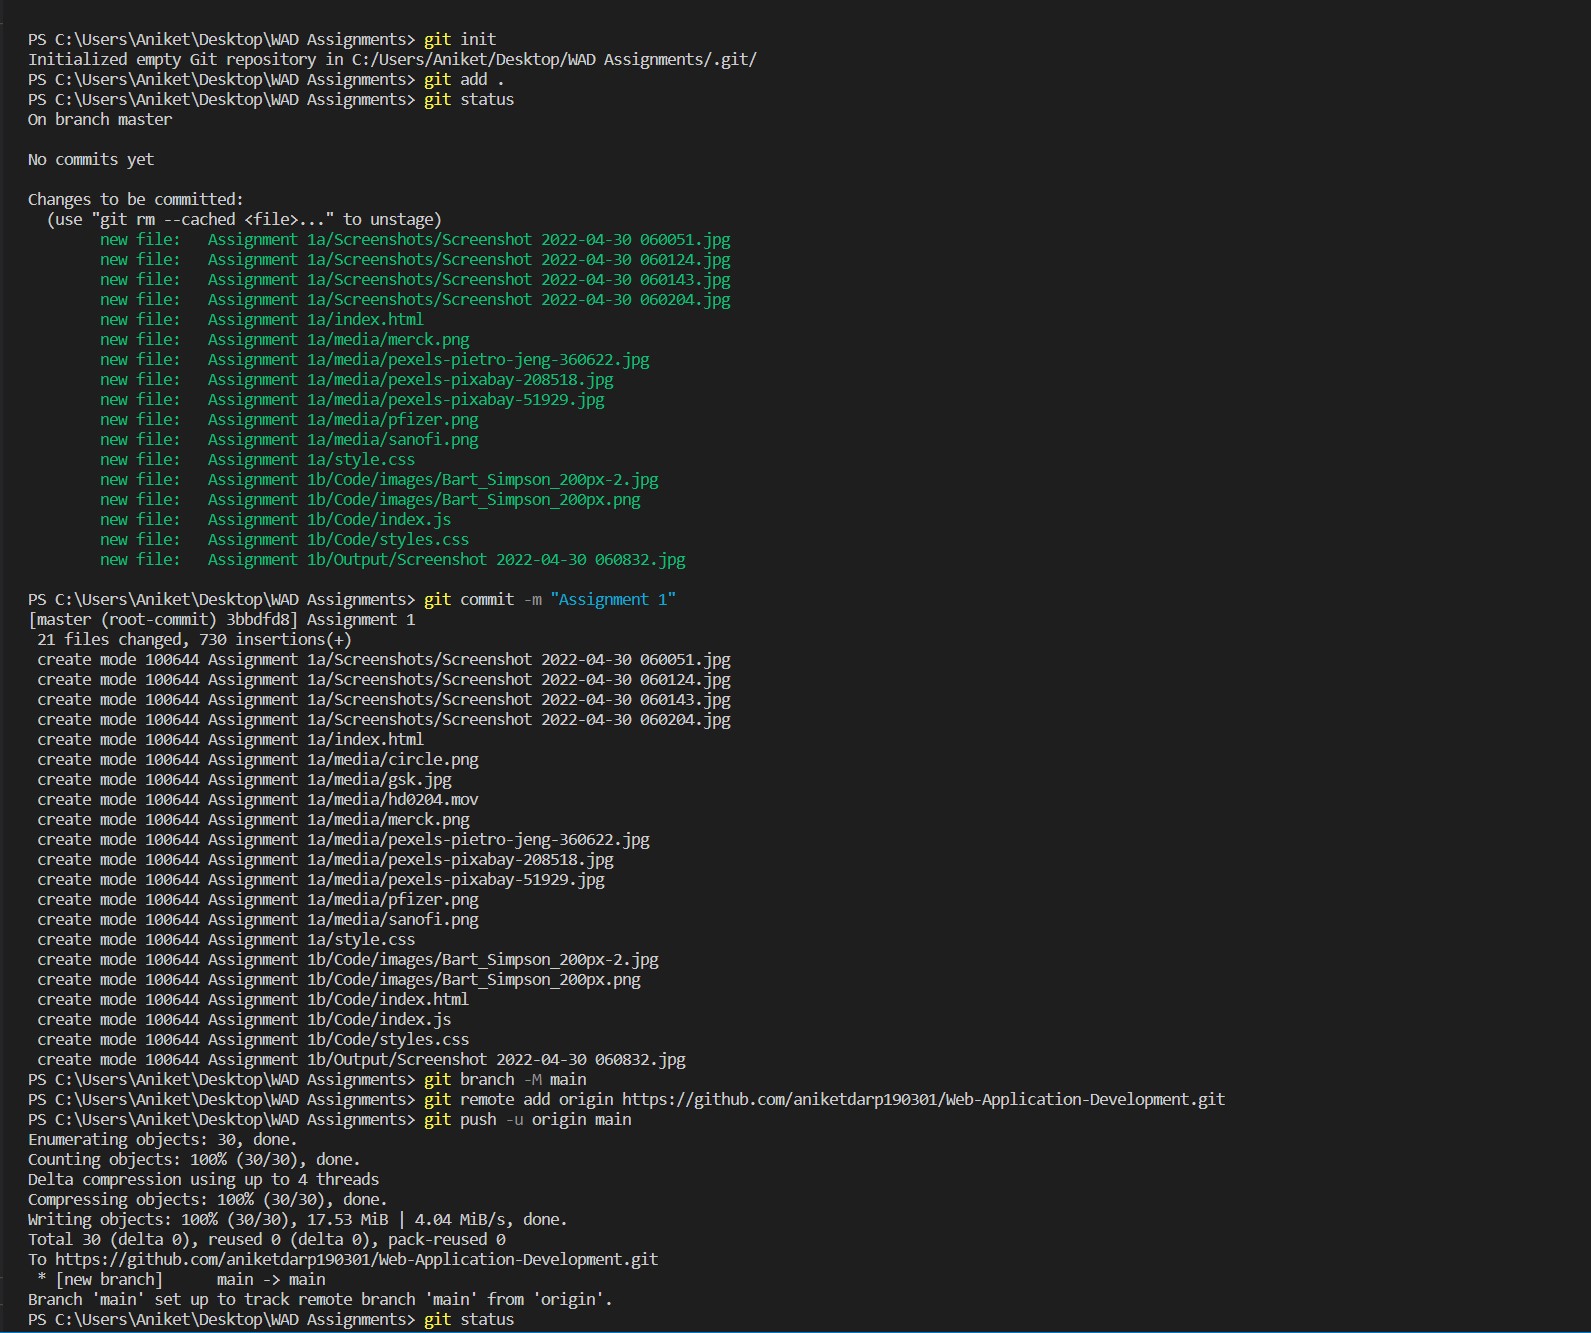 PS C:\Users\Aniket\Desktop\WAD Assignments> git init
Initialized empty Git repository in C:/Users/Aniket/Desktop/WAD Assignments/.git/
PS C:\Users\Aniket\Desktop\WAD Assignments> git add .
PS C:\Users\Aniket\Desktop\WAD Assignments> git status
On branch master

No commits yet

Changes to be committed:
  (use "git rm --cached <file>..." to unstage)
        new file:   Assignment 1a/Screenshots/Screenshot 2022-04-30 060051.jpg
        new file:   Assignment 1a/Screenshots/Screenshot 2022-04-30 060124.jpg
        new file:   Assignment 1a/Screenshots/Screenshot 2022-04-30 060143.jpg
        new file:   Assignment 1a/Screenshots/Screenshot 2022-04-30 060204.jpg
        new file:   Assignment 1a/index.html
        new file:   Assignment 1a/media/merck.png
        new file:   Assignment 1a/media/pexels-pietro-jeng-360622.jpg
        new file:   Assignment 1a/media/pexels-pixabay-208518.jpg
        new file:   Assignment 1a/media/pexels-pixabay-51929.jpg
        new file:   Assignment 1a/media/pfizer.png
        new file:   Assignment 1a/media/sanofi.png
        new file:   Assignment 1a/style.css
        new file:   Assignment 1b/Code/images/Bart_Simpson_200px-2.jpg
        new file:   Assignment 1b/Code/images/Bart_Simpson_200px.png
        new file:   Assignment 1b/Code/index.js
        new file:   Assignment 1b/Code/styles.css
        new file:   Assignment 1b/Output/Screenshot 2022-04-30 060832.jpg

PS C:\Users\Aniket\Desktop\WAD Assignments> git commit -m "Assignment 1"
[master (root-commit) 3bbdfd8] Assignment 1
 21 files changed, 730 insertions(+)
 create mode 100644 Assignment 1a/Screenshots/Screenshot 2022-04-30 060051.jpg
 create mode 100644 Assignment 1a/Screenshots/Screenshot 2022-04-30 060124.jpg
 create mode 100644 Assignment 1a/Screenshots/Screenshot 2022-04-30 060143.jpg
 create mode 100644 Assignment 1a/Screenshots/Screenshot 2022-04-30 060204.jpg
 create mode 100644 Assignment 1a/index.html
 create mode 100644 Assignment 1a/media/circle.png
 create mode 100644 Assignment 1a/media/gsk.jpg
 create mode 100644 Assignment 1a/media/hd0204.mov
 create mode 100644 Assignment 1a/media/merck.png
 create mode 100644 Assignment 1a/media/pexels-pietro-jeng-360622.jpg
 create mode 100644 Assignment 1a/media/pexels-pixabay-208518.jpg
 create mode 100644 Assignment 1a/media/pexels-pixabay-51929.jpg
 create mode 100644 Assignment 1a/media/pfizer.png
 create mode 100644 Assignment 1a/media/sanofi.png
 create mode 100644 Assignment 1a/style.css
 create mode 100644 Assignment 1b/Code/images/Bart_Simpson_200px-2.jpg
 create mode 100644 Assignment 1b/Code/images/Bart_Simpson_200px.png
 create mode 100644 Assignment 1b/Code/index.html
 create mode 100644 Assignment 1b/Code/index.js
 create mode 100644 Assignment 1b/Code/styles.css
 create mode 100644 Assignment 1b/Output/Screenshot 2022-04-30 060832.jpg
PS C:\Users\Aniket\Desktop\WAD Assignments> git branch -M main
PS C:\Users\Aniket\Desktop\WAD Assignments> git remote add origin https://github.com/aniketdarp190301/Web-Application-Development.git
PS C:\Users\Aniket\Desktop\WAD Assignments> git push -u origin main
Enumerating objects: 30, done.
Counting objects: 100% (30/30), done.
Delta compression using up to 4 threads
Compressing objects: 100% (30/30), done.
Writing objects: 100% (30/30), 17.53 MiB | 4.04 MiB/s, done.
Total 30 (delta 0), reused 0 (delta 0), pack-reused 0
To https://github.com/aniketdarp190301/Web-Application-Development.git
 * [new branch]      main -> main
Branch 'main' set up to track remote branch 'main' from 'origin'.
PS C:\Users\Aniket\Desktop\WAD Assignments> git status